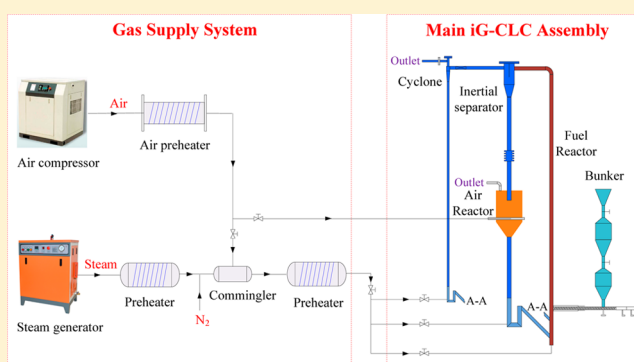 Gas Supply System
Main iG-CLC Assembly
Outlet
Cyclone
Inertial
separator
Air
Air compressor
Air preheater
Fuel
Reactor
Bunker
Outlet
Air
Reactor
Steam
Steam generator
Preheater
N2
Commingler
Preheater
A-A
A-A